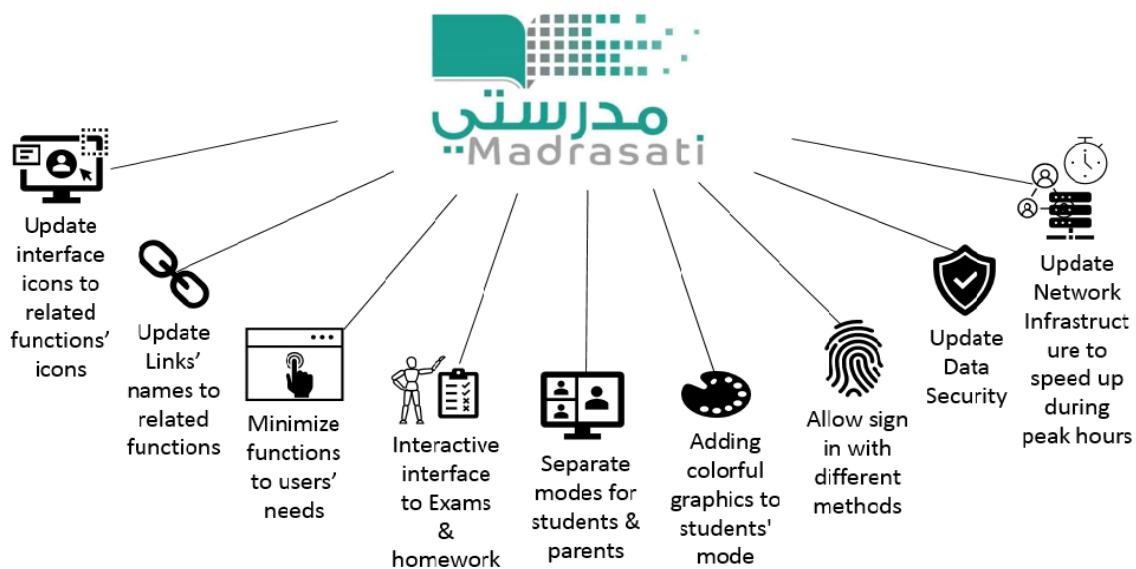 مدرستي
Madrasati
Update
interface
icons to
related
functions’
icons
Update
Links’
names to
related
functions
Minimize
functions
to users’
needs
Interactive
interface
to Exams
&
homework
Separate
modes for
students &
parents
Adding
colorful
graphics to
students'
mode
Allow sign
in with
different
methods
Update
Data
Security
Update
Network
Infrastruct
ure to
speed up
during
peak hours